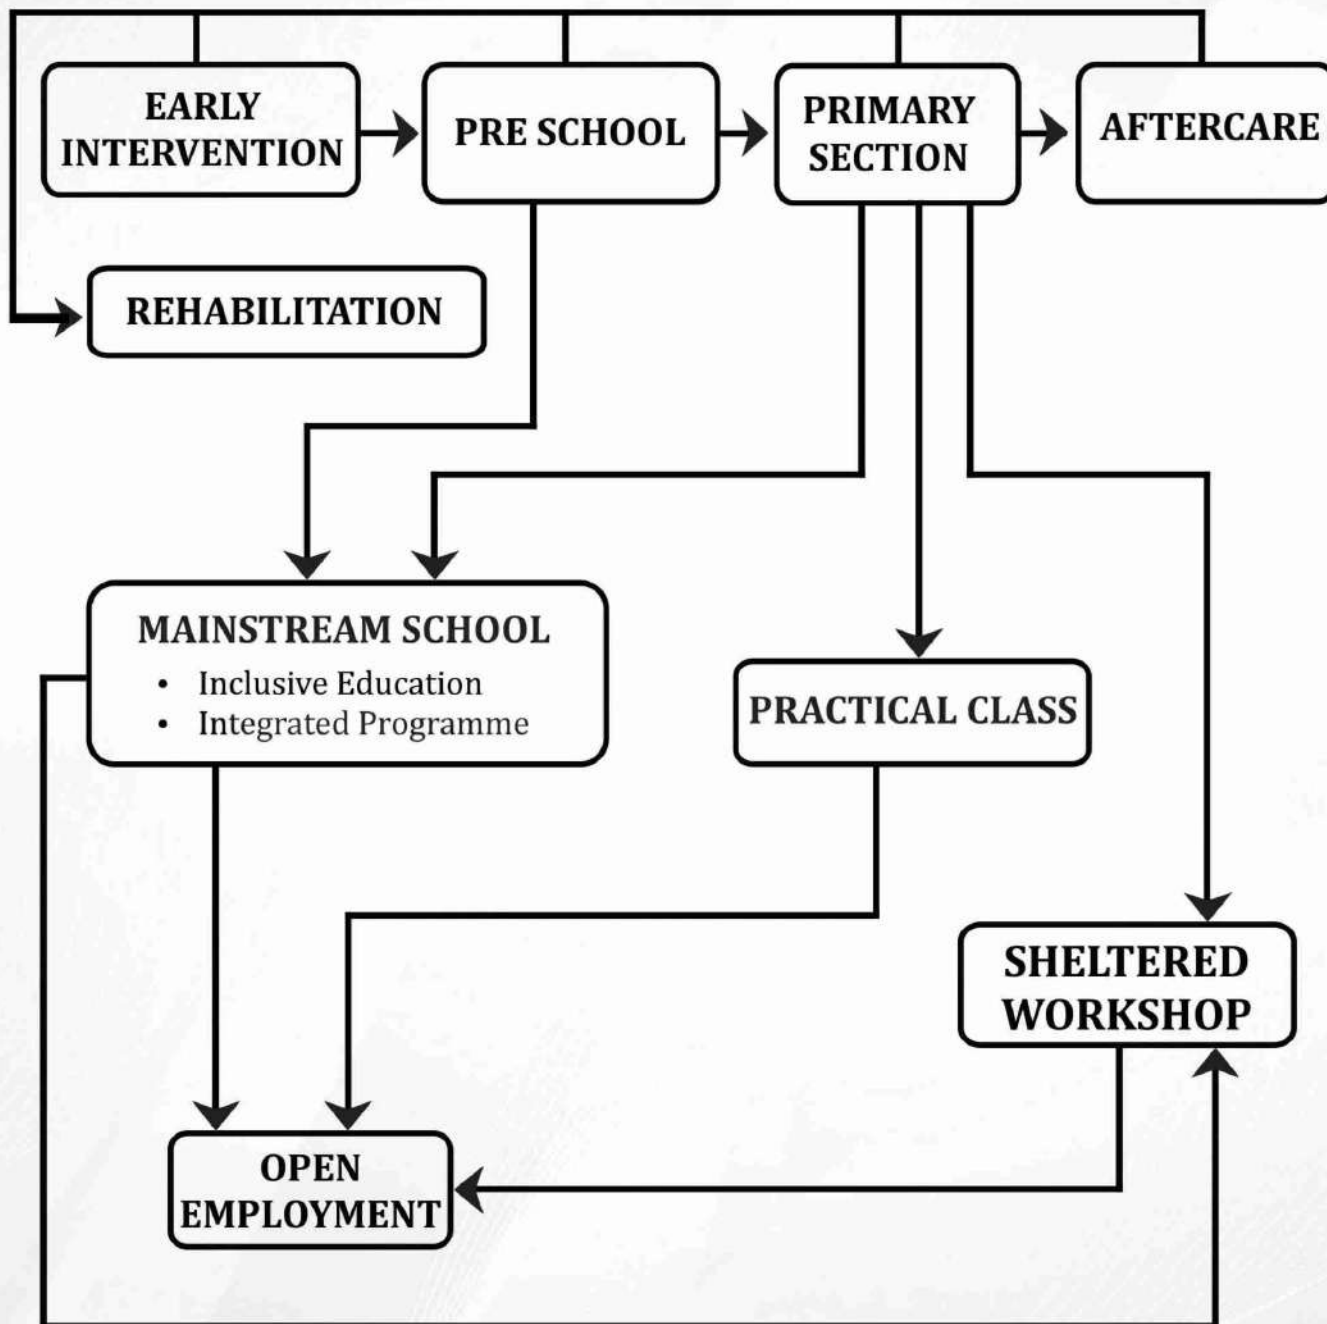 EARLY
INTERVENTION
PRE SCHOOL
PRIMARY
SECTION
AFTERCARE
REHABILITATION
MAINSTREAM SCHOOL
• Inclusive Education
• Integrated Programme
PRACTICAL CLASS
SHELTERED
WORKSHOP
OPEN
EMPLOYMENT